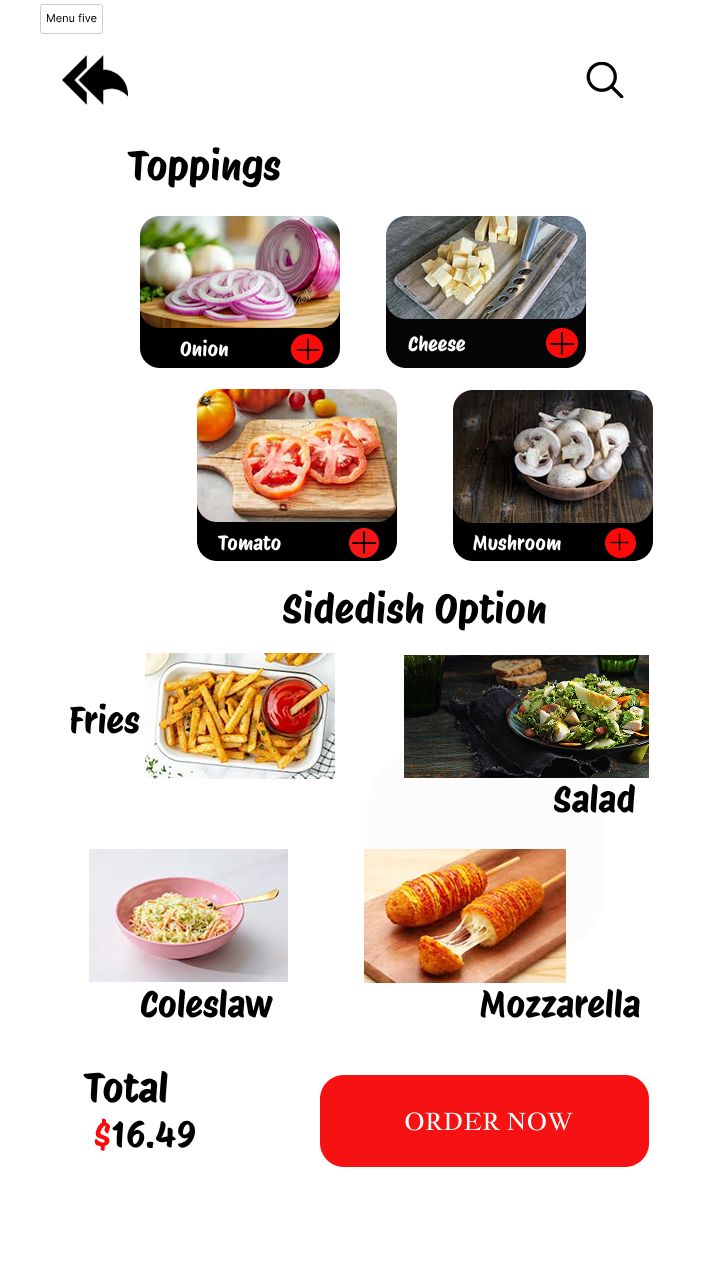 Menu five
Toppings
Onion
Cheese
Tomato
Mushroom
Sidedish Option
Fries
Salad
Coleslaw
Mozzarella
Total
$16.49
ORDER NOW